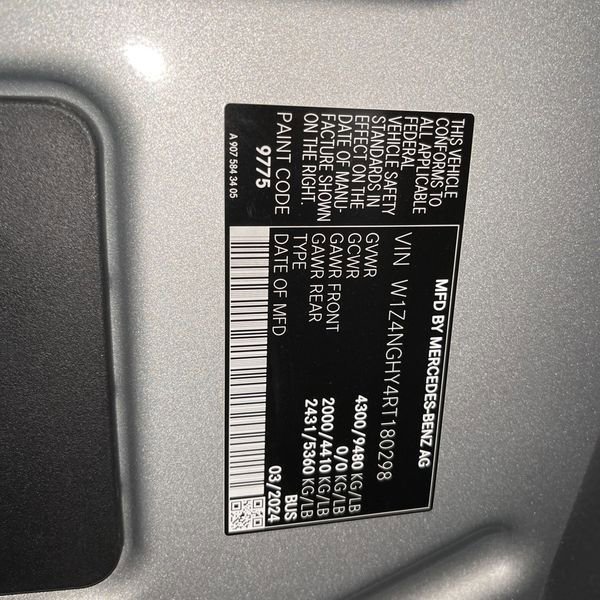 THIS VEHICLE
CONFORMS TO
ALL APPLICABLE
FEDERAL
VEHICLE SAFETY
STANDARDS IN
EFFECT ON THE
DATE OF MANU-
FACTURE SHOWN
ON THE RIGHT.
PAINT CODE
9775
MFD BY MERCEDES-BENZ AG
VIN W1Z4NGHY4RT180298
GVWR 4300/9480 KG/LB
GCWR 0/0 KG/LB
GAWR FRONT 2000/4410 KG/LB
GAWR REAR 2431/5360 KG/LB
TYPE BUS
DATE OF MFD 03/2024
A 907 584 34 05